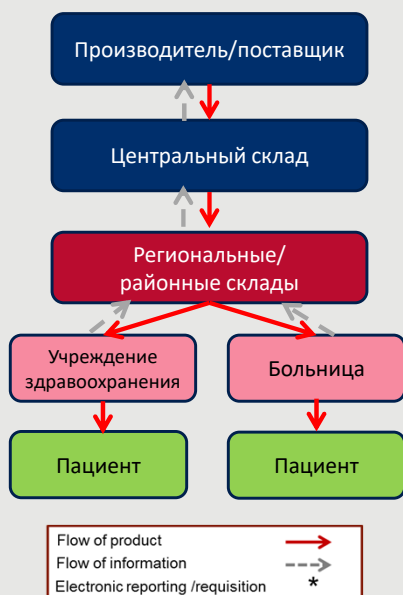 Производитель/поставщик
Центральный склад
Региональные/
районные склады
Учреждение
здравоохранения
Больница
Пациент
Пациент
Flow of product
Flow of information
Electronic reporting /requisition *